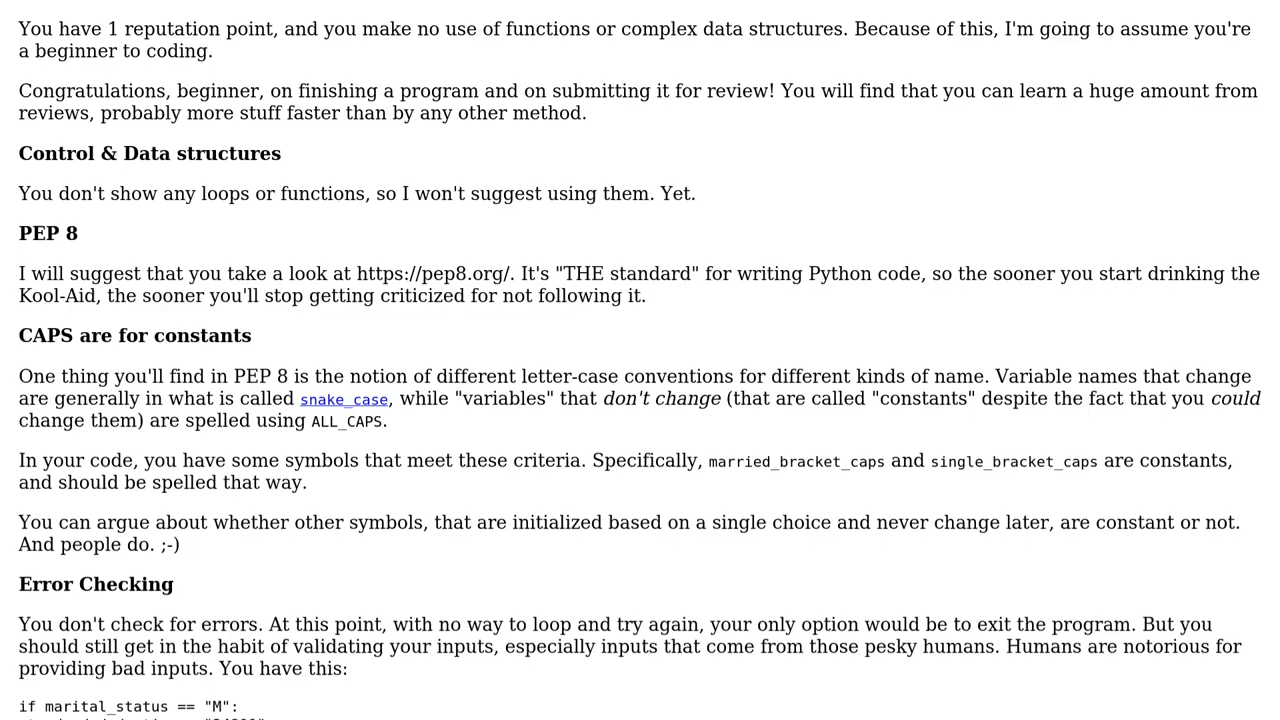 You have 1 reputation point, and you make no use of functions or complex data structures. Because of this, I'm going to assume you're
a beginner to coding.
Congratulations, beginner, on finishing a program and on submitting it for review! You will find that you can learn a huge amount from
reviews, probably more stuff faster than by any other method.
Control & Data structures
You don't show any loops or functions, so I won't suggest using them. Yet.
PEP 8
I will suggest that you take a look at https://pep8.org/. It's "THE standard" for writing Python code, so the sooner you start drinking the
Kool-Aid, the sooner you'll stop getting criticized for not following it.
CAPS are for constants
One thing you'll find in PEP 8 is the notion of different letter-case conventions for different kinds of name. Variable names that change
are generally in what is called snake_case, while "variables" that don't change (that are called "constants" despite the fact that you could
change them) are spelled using ALL_CAPS.
In your code, you have some symbols that meet these criteria. Specifically, married_bracket_caps and single_bracket_caps are constants,
and should be spelled that way.
You can argue about whether other symbols, that are initialized based on a single choice and never change later, are constant or not.
And people do. ;-)
Error Checking
You don't check for errors. At this point, with no way to loop and try again, your only option would be to exit the program. But you
should still get in the habit of validating your inputs, especially inputs that come from those pesky humans. Humans are notorious for
providing bad inputs. You have this:
if marital_status == "M":